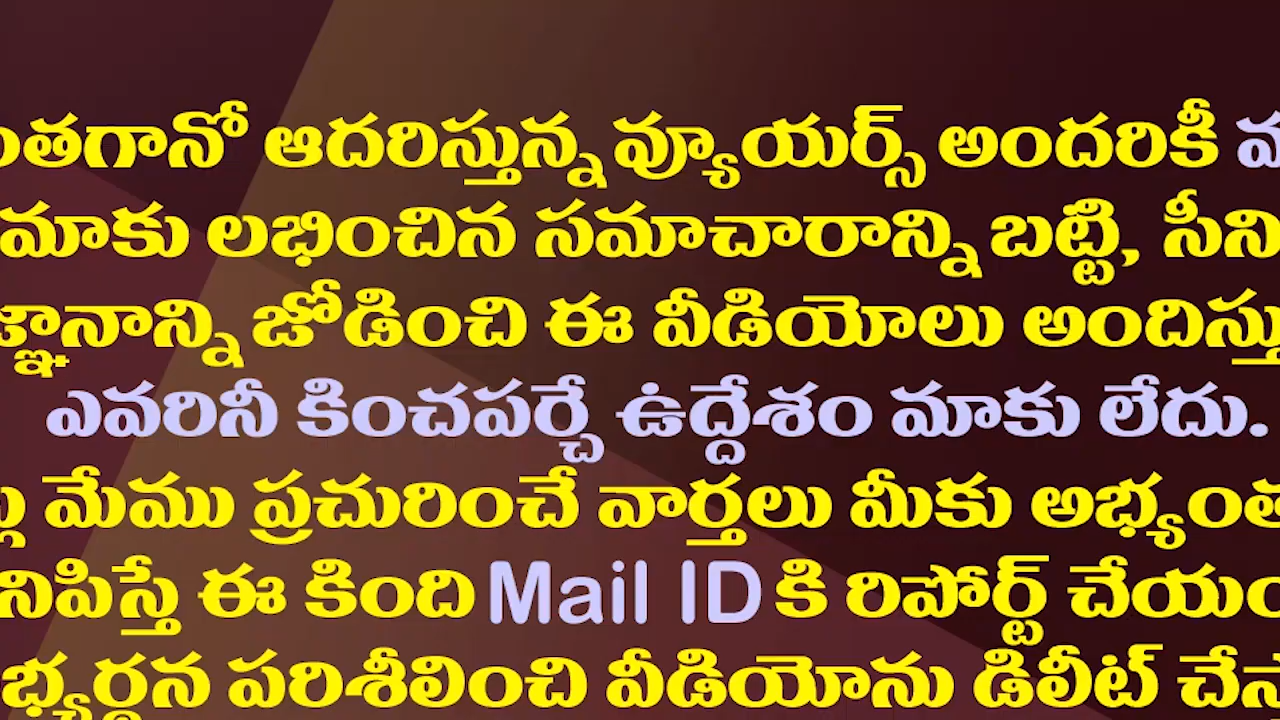 ఆదరిస్తున్న వ్యూయర్స్ అందరికీ
మాకు లభించిన సమాచారాన్ని బట్టి,
జోడించి ఈ వీడియోలు
ఎవరినీ కించపర్చే ఉద్దేశం మాకు లేదు.
మేము ప్రచురించే వార్తలు మీకు
ఈ కింది Mail ID కి రిపోర్ట్
పరిశీలించి వీడియోను డిలీట్